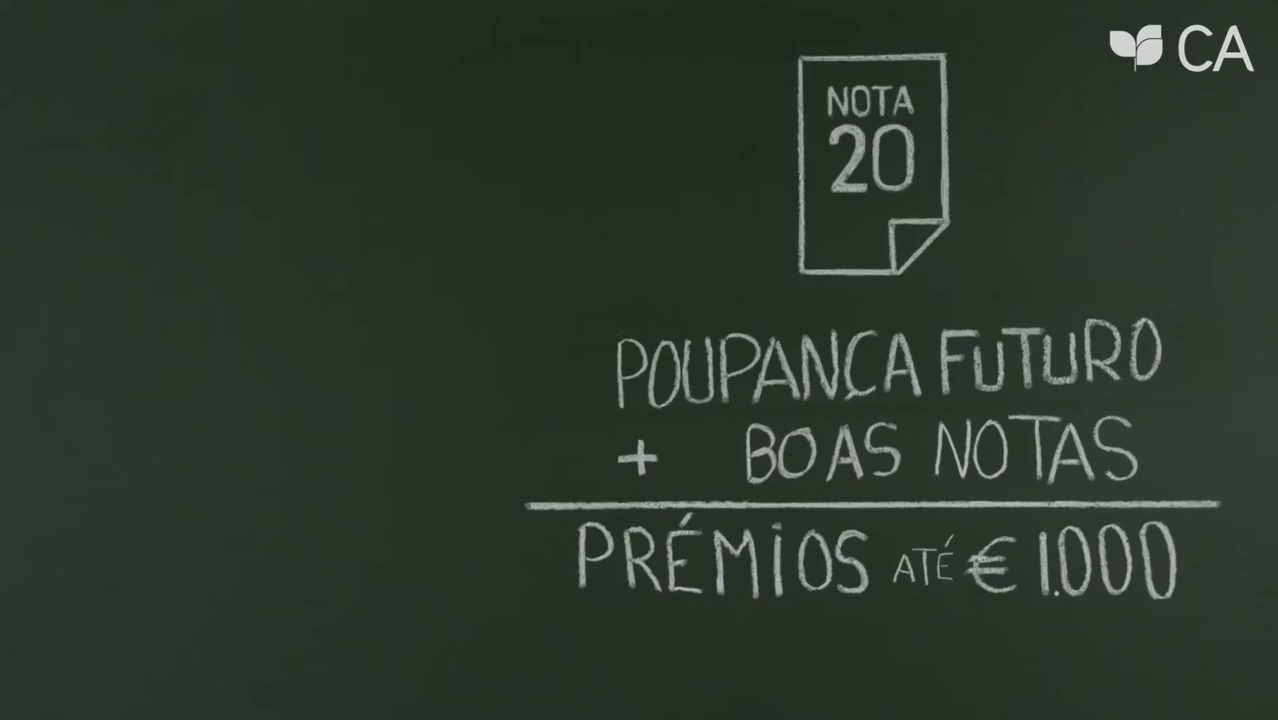 CA
NOTA
20
POUPANÇA FUTURO
+ BOAS NOTAS
PRÉMIOS ATÉ € 1.000